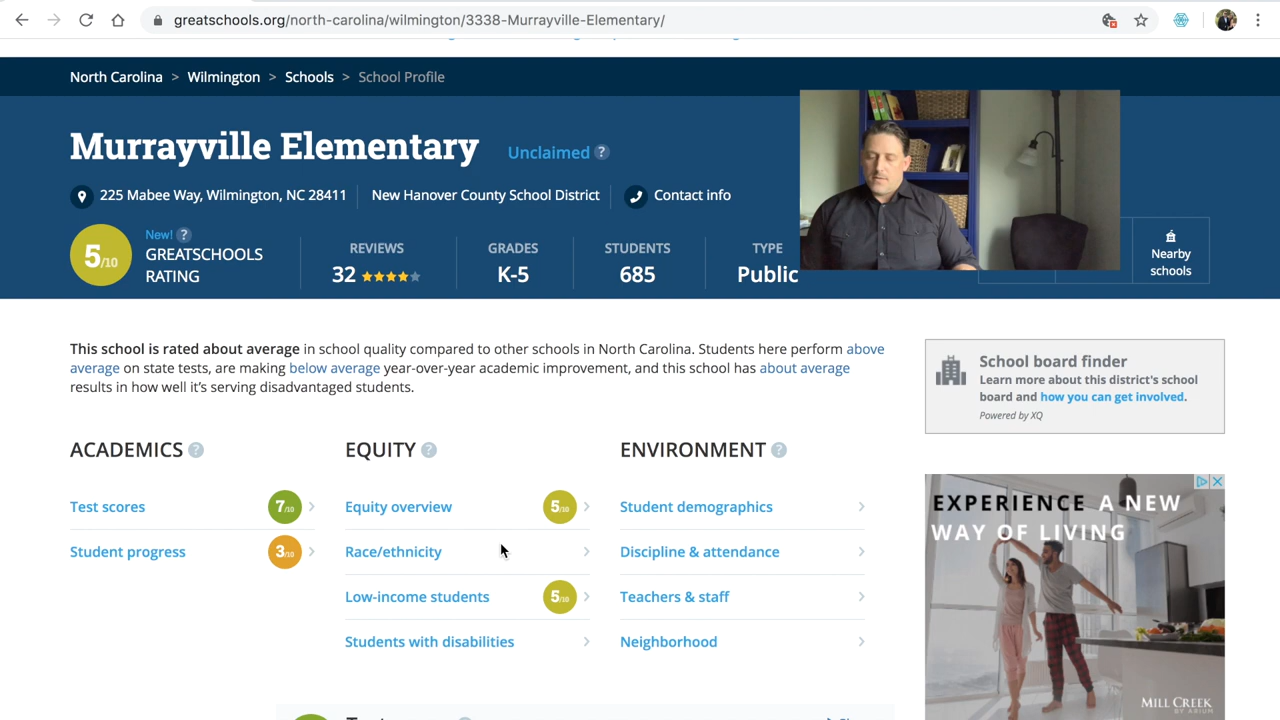 greatschools.org/north-carolina/wilmington/3338-Murrayville-Elementary/
North Carolina > Wilmington > Schools > School Profile
Murrayville Elementary Unclaimed ?
225 Mabee Way, Wilmington, NC 28411 New Hanover County School District Contact info
5/10
New! ?
GREATSCHOOLS
RATING
REVIEWS
32
GRADES
K-5
STUDENTS
685
TYPE
Public
Nearby
schools
This school is rated about average in school quality compared to other schools in North Carolina. Students here perform above
average on state tests, are making below average year-over-year academic improvement, and this school has about average
results in how well it’s serving disadvantaged students.
School board finder
Learn more about this district's school
board and how you can get involved.
Powered by XQ
ACADEMICS ?
Test scores 7/10
Student progress 3/10
EQUITY ?
Equity overview 5/10
Race/ethnicity
Low-income students 5/10
Students with disabilities
ENVIRONMENT ?
Student demographics
Discipline & attendance
Teachers & staff
Neighborhood
EXPERIENCE A NEW
WAY OF LIVING
MILL CREEK
BY ARIUM